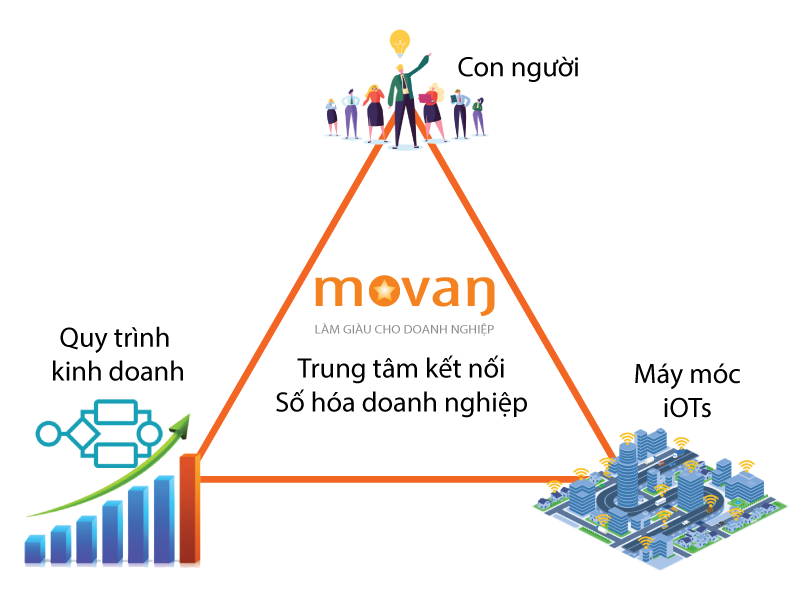 Con người
movaŋ
LÀM GIÀU CHO DOANH NGHIỆP
Trung tâm kết nối
Số hóa doanh nghiệp
Quy trình
kinh doanh
Máy móc
iOTs